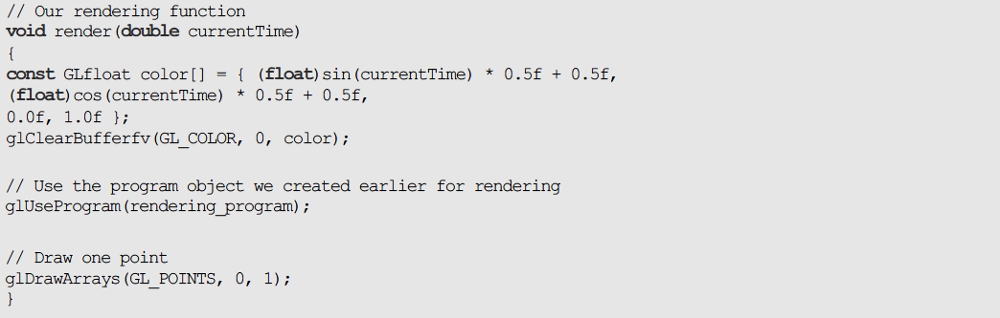 // Our rendering function
void render(double currentTime)
{
const GLfloat color[] = { (float)sin(currentTime) * 0.5f + 0.5f,
(float)cos(currentTime) * 0.5f + 0.5f,
0.0f, 1.0f };
glClearBufferfv(GL_COLOR, 0, color);
// Use the program object we created earlier for rendering
glUseProgram(rendering_program);
// Draw one point
glDrawArrays(GL_POINTS, 0, 1);
}